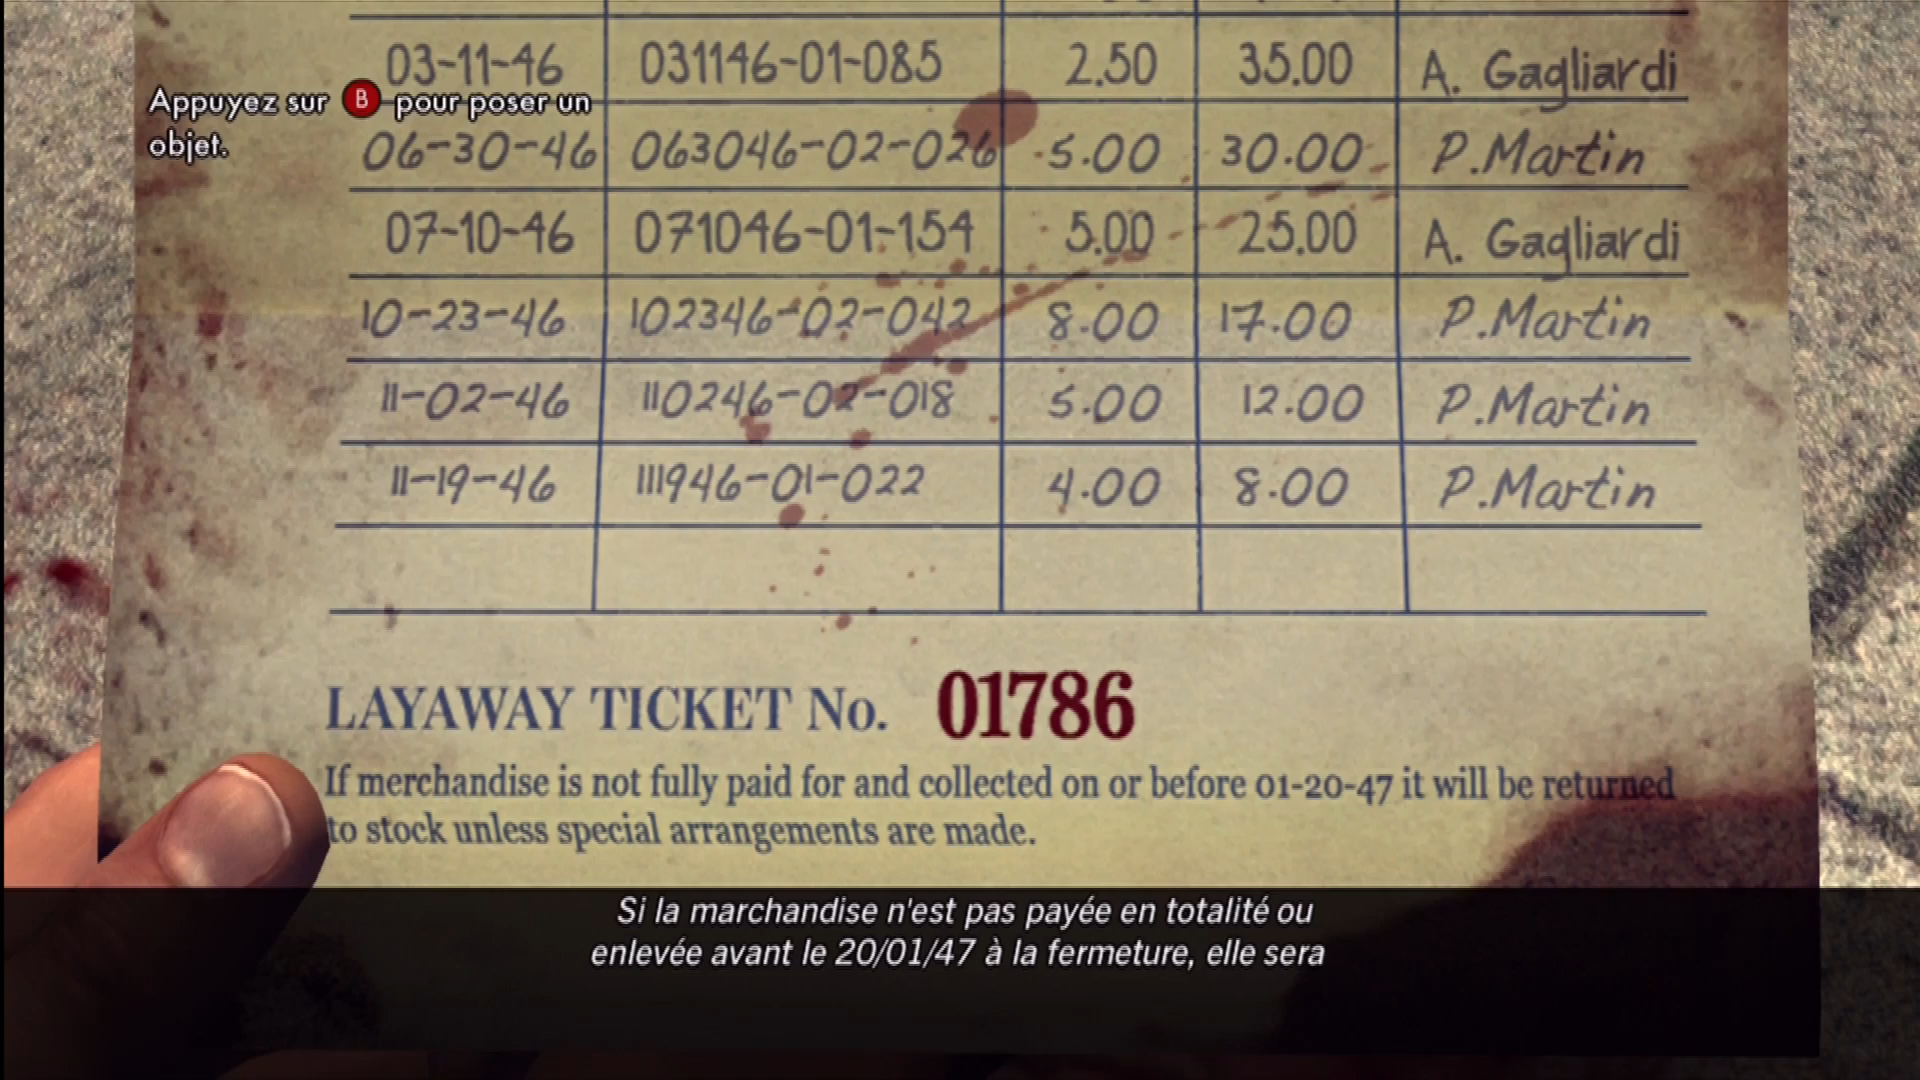 03-11-46 031146-01-085 2.50 35.00 A. Gagliardi
Appuyez sur B pour poser un
objet.
06-30-46 063046-02-026 5.00 30.00 P.Martin
07-10-46 071046-01-154 5.00 25.00 A. Gagliardi
10-23-46 102346-02-042 8.00 17.00 P.Martin
11-02-46 110246-02-018 5.00 12.00 P.Martin
11-19-46 111946-01-022 4.00 8.00 P.Martin
LAYAWAY TICKET No. 01786
If merchandise is not fully paid for and collected on or before 01-20-47 it will be returned
to stock unless special arrangements are made.
Si la marchandise n'est pas payée en totalité ou
enlevée avant le 20/01/47 à la fermeture, elle sera